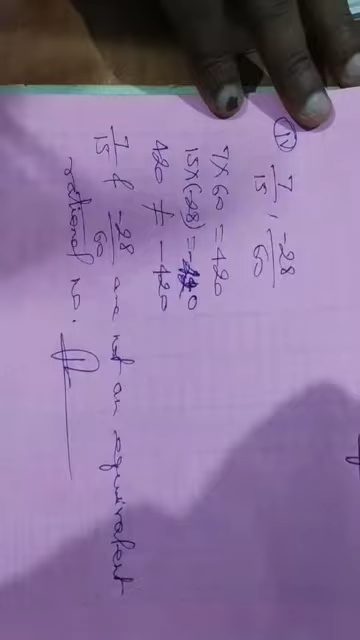 (iv) 7/15, -28/60
7 x 60 = 420
15 x (-28) = -420
420 ≠ -420
7/15 & -28/60 are not an equivalent
rational no.